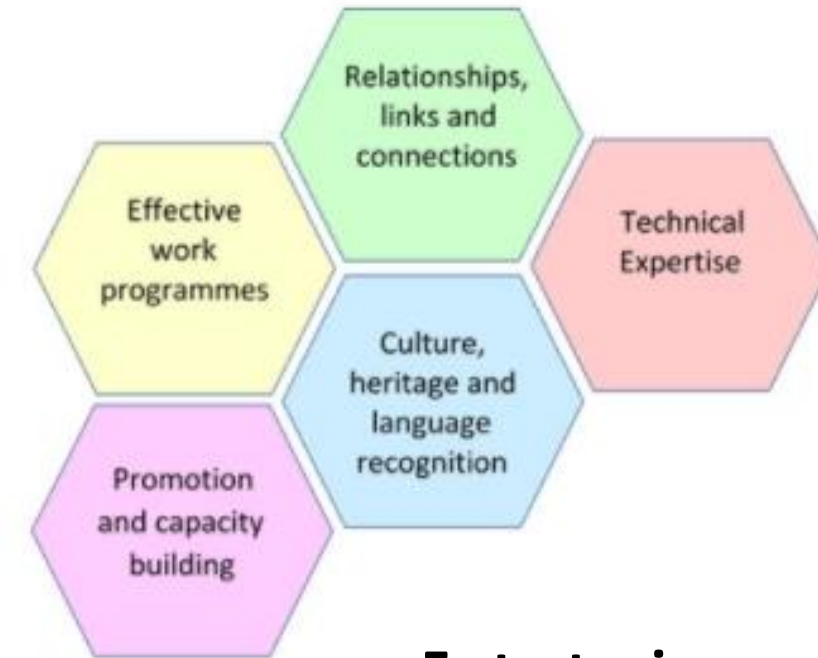 Relationships,
links and
connections
Effective
work
programmes
Technical
Expertise
Culture,
heritage and
language
recognition
Promotion
and capacity
building